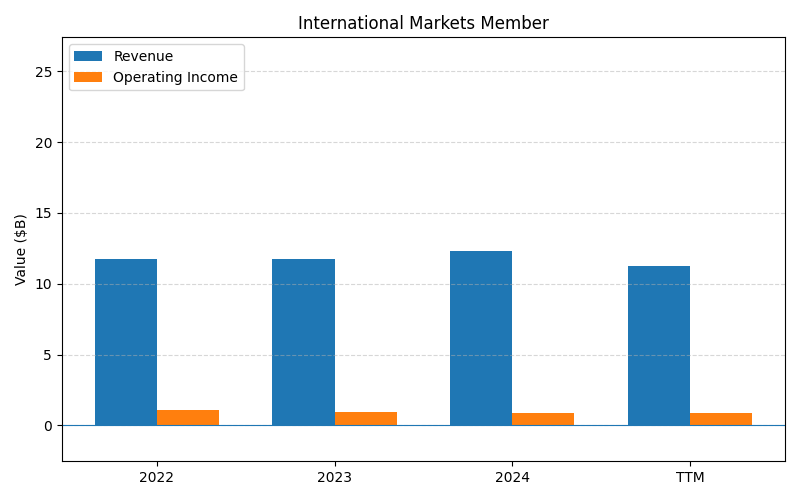 International Markets Member
Revenue
Operating Income
Value ($B)
25
20
15
10
5
0
2022
2023
2024
TTM